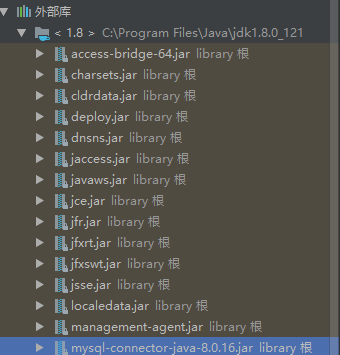 外部库
< 1.8 > C:\Program Files\Java\jdk1.8.0_121
access-bridge-64.jar library 根
charsets.jar library 根
cldrdata.jar library 根
deploy.jar library 根
dnsns.jar library 根
jaccess.jar library 根
javaws.jar library 根
jce.jar library 根
jfr.jar library 根
jfxrt.jar library 根
jfxswt.jar library 根
jsse.jar library 根
localedata.jar library 根
management-agent.jar library 根
mysql-connector-java-8.0.16.jar library 根